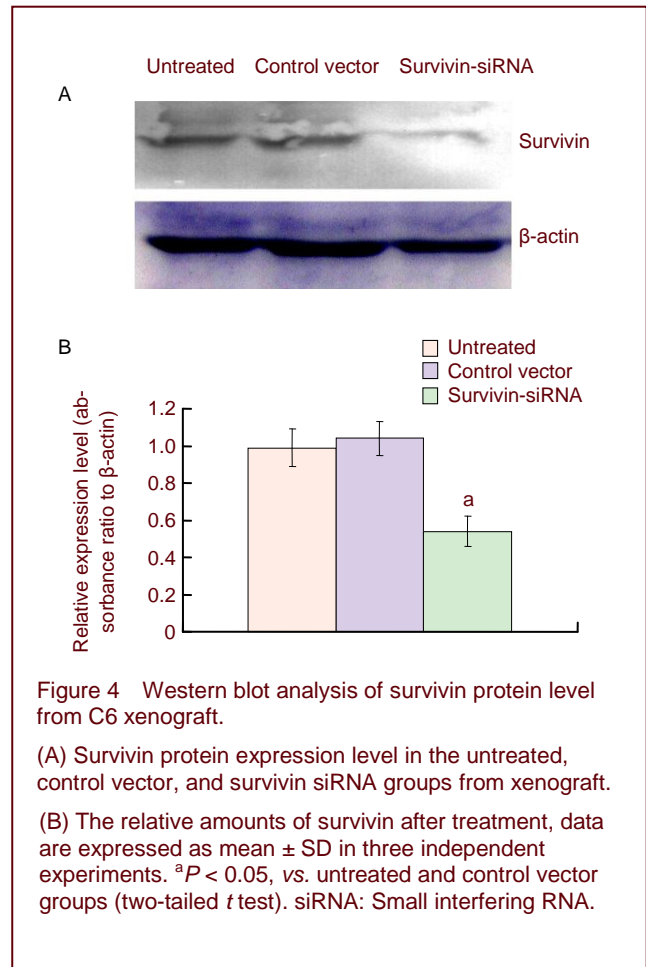 Untreated Control vector Survivin-siRNA
A
Survivin
β-actin
B
Untreated
Control vector
Survivin-siRNA
Relative expression level (ab-
sorbance ratio to β-actin)
1.2
1.0
0.8
0.6
0.4
0.2
0
a
Figure 4 Western blot analysis of survivin protein level
from C6 xenograft.
(A) Survivin protein expression level in the untreated,
control vector, and survivin siRNA groups from xenograft.
(B) The relative amounts of survivin after treatment, data
are expressed as mean ± SD in three independent
experiments. ᵃP < 0.05, vs. untreated and control vector
groups (two-tailed t test). siRNA: Small interfering RNA.